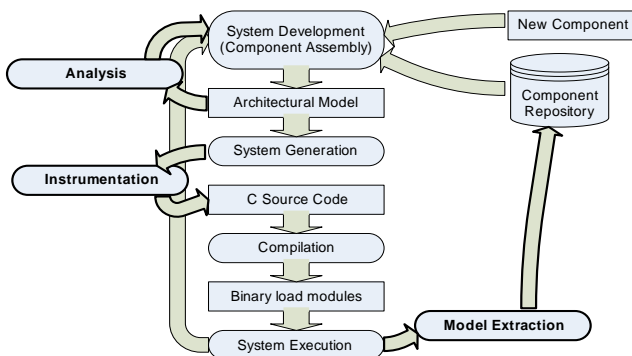 System Development
(Component Assembly)
New Component
Analysis
Architectural Model
Component
Repository
System Generation
Instrumentation
C Source Code
Compilation
Binary load modules
System Execution
Model Extraction